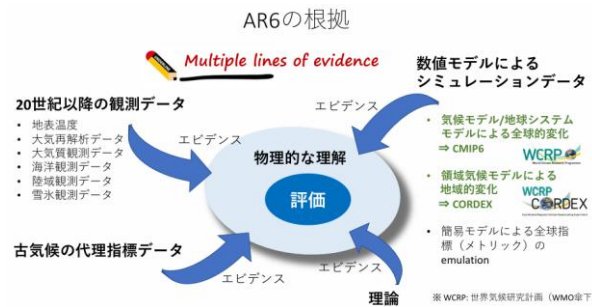 AR6の根拠
Multiple lines of evidence
20世紀以降の観測データ
• 地表温度
• 大気再解析データ
• 大気質観測データ
• 海洋観測データ
• 陸域観測データ
• 雪氷観測データ
エビデンス
古気候の代理指標データ
エビデンス
物理的な理解
評価
エビデンス
理論
エビデンス
数値モデルによる
シミュレーションデータ
• 気候モデル/地球システム
モデルによる全球的変化
⇒ CMIP6
WCRP
• 領域気候モデルによる
地域的変化
⇒ CORDEX
WCRP
CORDEX
• 簡易モデルによる全球指
標（メトリック）の
emulation
※ WCRP: 世界気候研究計画（WMO傘下